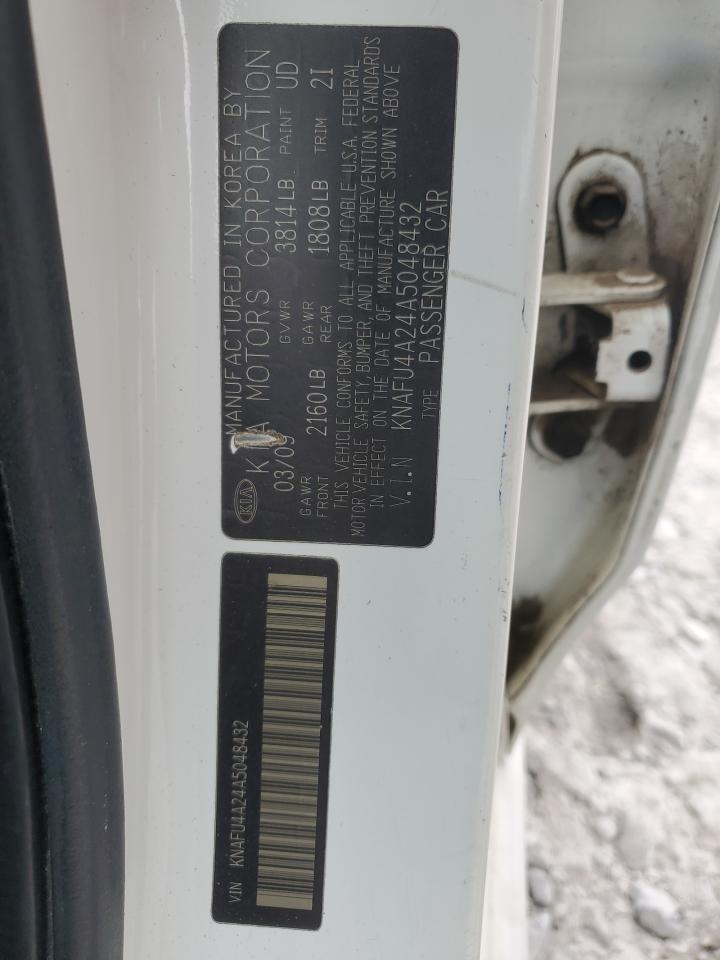 MANUFACTURED IN KOREA BY
KIA KIA MOTORS CORPORATION
03/09 GVWR 3814LB PAINT UD
GAWR FRONT 2160LB GAWR REAR 1808LB TRIM 2I
THIS VEHICLE CONFORMS TO ALL APPLICABLE U.S.A. FEDERAL
MOTOR VEHICLE SAFETY, BUMPER, AND THEFT PREVENTION STANDARDS
IN EFFECT ON THE DATE OF MANUFACTURE SHOWN ABOVE
V.I.N KNAFU4A24A5048432
TYPE PASSENGER CAR
VIN KNAFU4A24A5048432